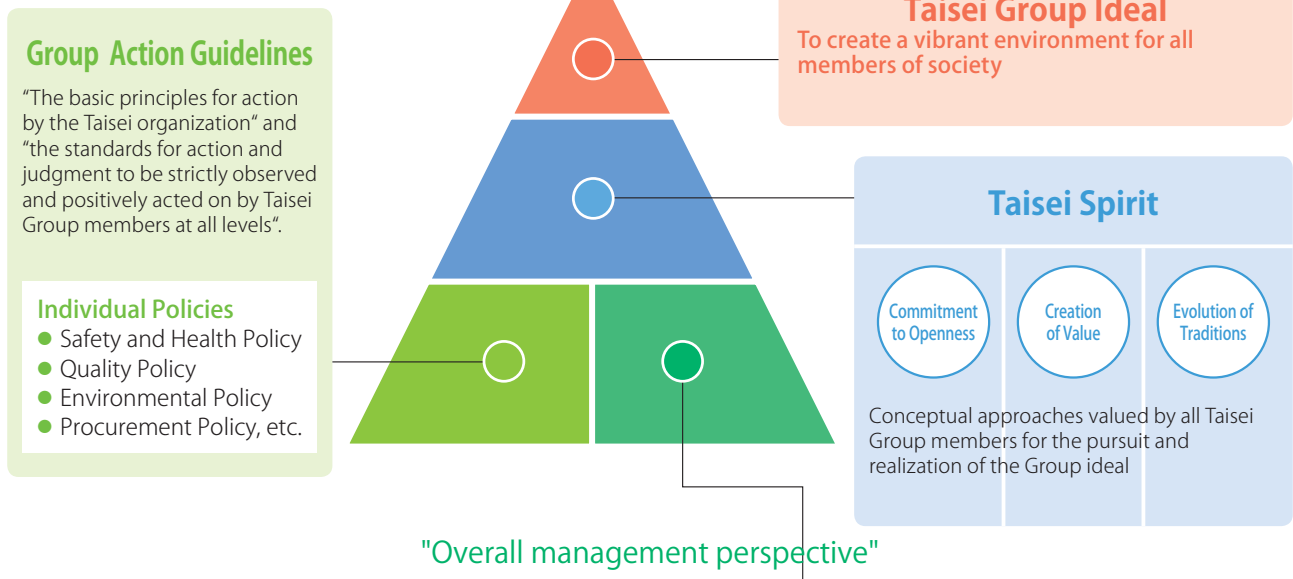 Group Action Guidelines
“The basic principles for action
by the Taisei organization“ and
“the standards for action and
judgment to be strictly observed
and positively acted on by Taisei
Group members at all levels“.
Individual Policies
● Safety and Health Policy
● Quality Policy
● Environmental Policy
● Procurement Policy, etc.
Taisei Group Ideal
To create a vibrant environment for all
members of society
Taisei Spirit
Commitment
to Openness
Creation
of Value
Evolution of
Traditions
Conceptual approaches valued by all Taisei
Group members for the pursuit and
realization of the Group ideal
"Overall management perspective"